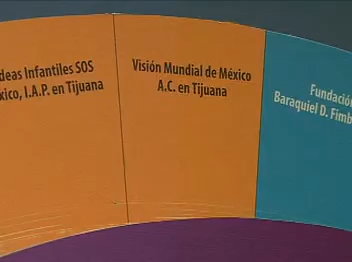 deas Infantiles SOS
xico, I.A.P. en Tijuana
Visión Mundial de México
A.C. en Tijuana
Fundació
Baraquiel D. Fimb